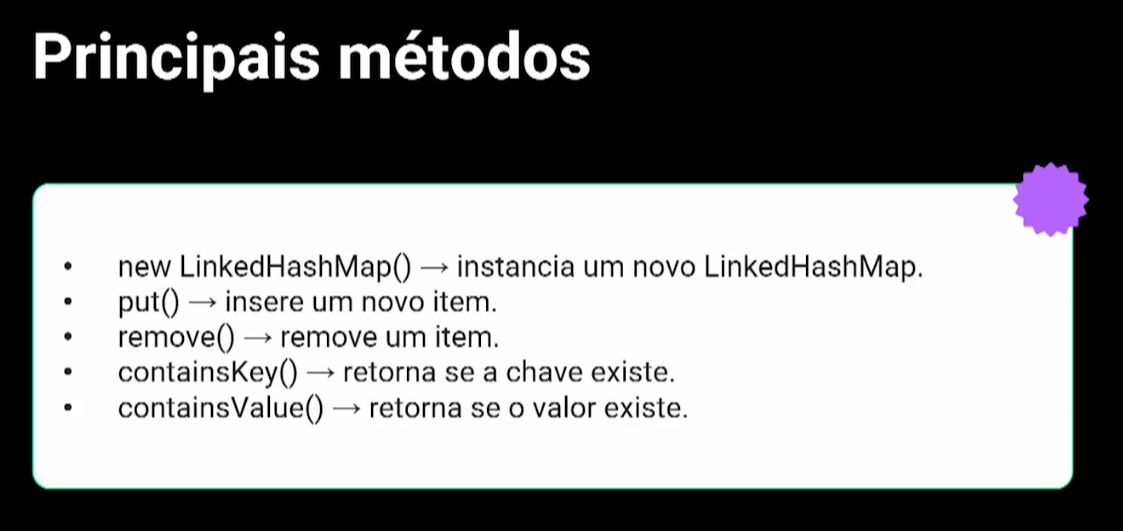 Principais métodos
• new LinkedHashMap() → instancia um novo LinkedHashMap.
• put() → insere um novo item.
• remove() → remove um item.
• containsKey() → retorna se a chave existe.
• containsValue() → retorna se o valor existe.